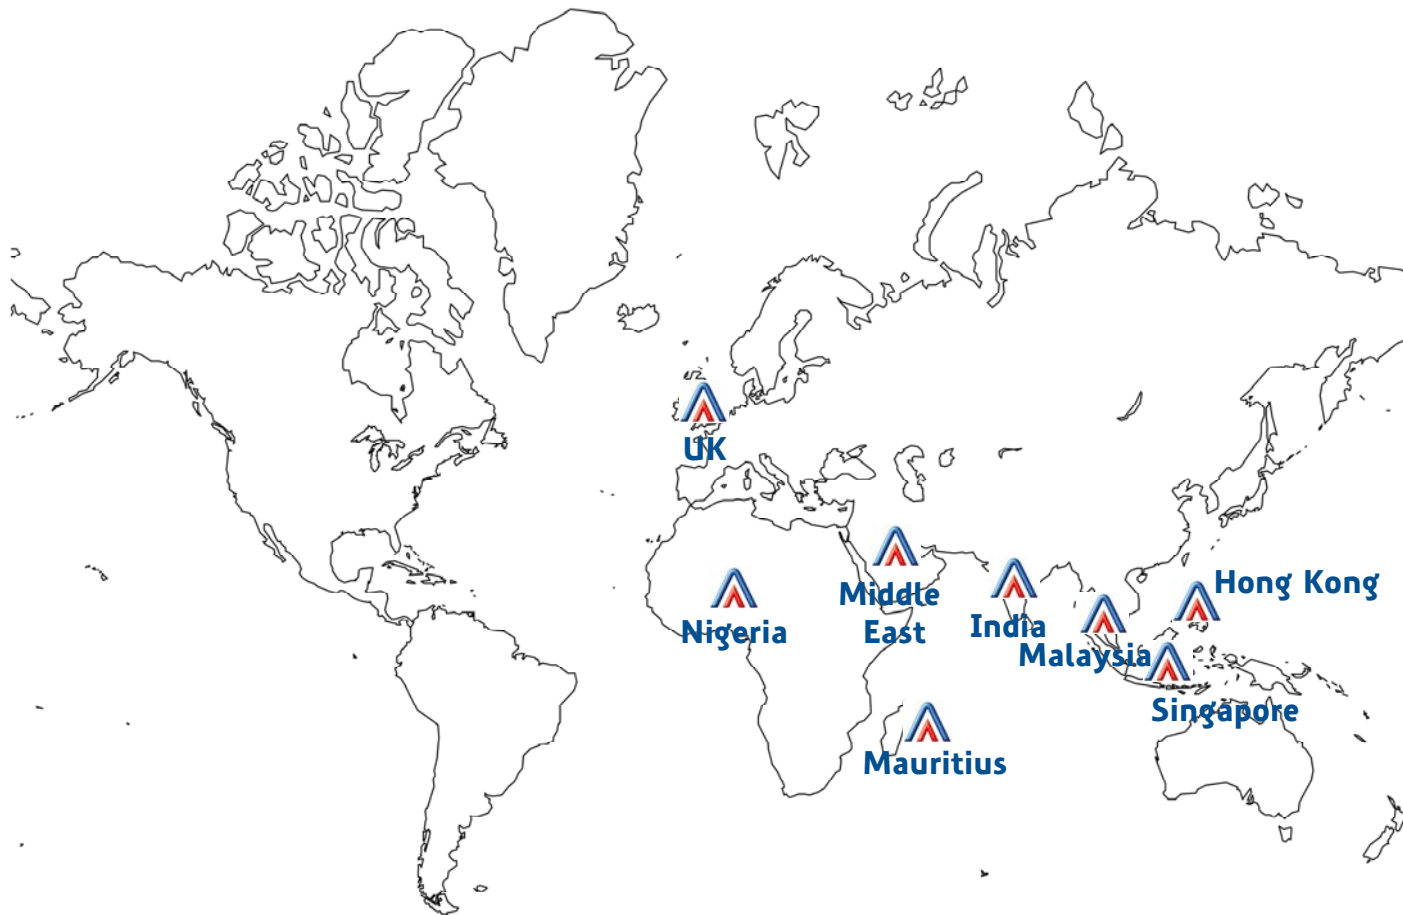 UK
Hong Kong
Middle
East
Nigeria
India
Malaysia
Singapore
Mauritius